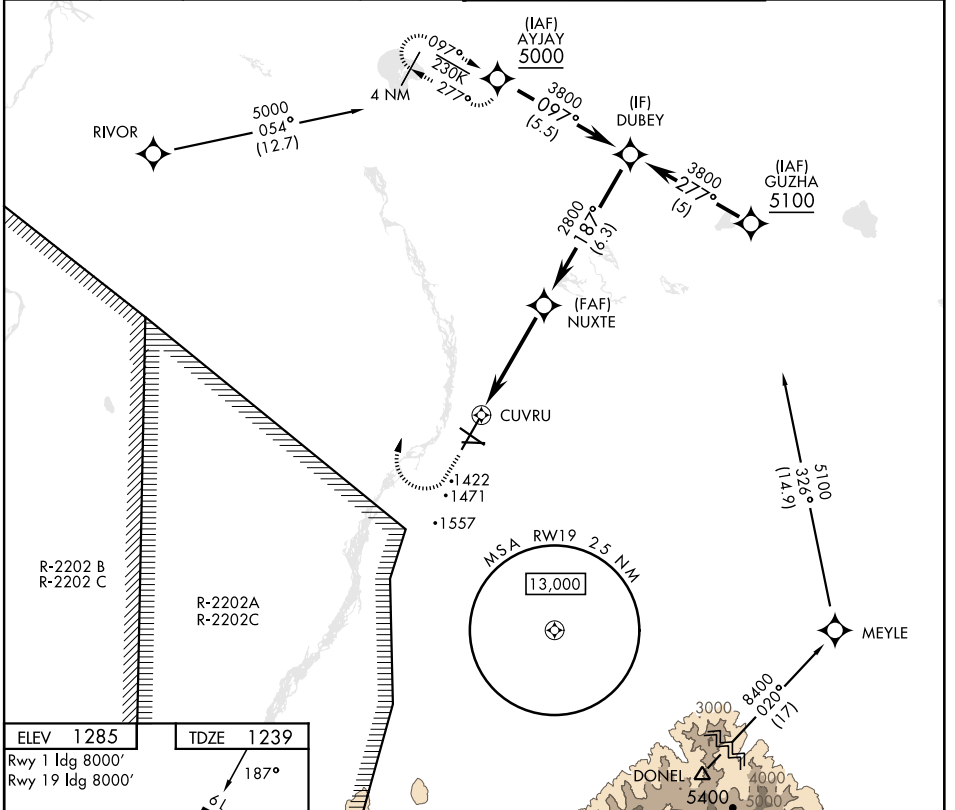 (IAF)
AYJAY
5000
097°
230K
277°
4 NM
3800
097°
(5.5)
(IF)
DUBEY
5000
054°
(12.7)
RIVOR
3800
277°
(5)
(IAF)
GUZHA
5100
2800
187°
(6.3)
(FAF)
NUXTE
CUVRU
1422
1471
1557
5100
326°
(14.9)
MSA RW19 25 NM
13,000
R-2202 B
R-2202 C
R-2202A
R-2202C
MEYLE
8400
020°
(17)
3000
DONEL
4000
5400
5000
ELEV 1285
TDZE 1239
Rwy 1 ldg 8000'
Rwy 19 ldg 8000'
187°